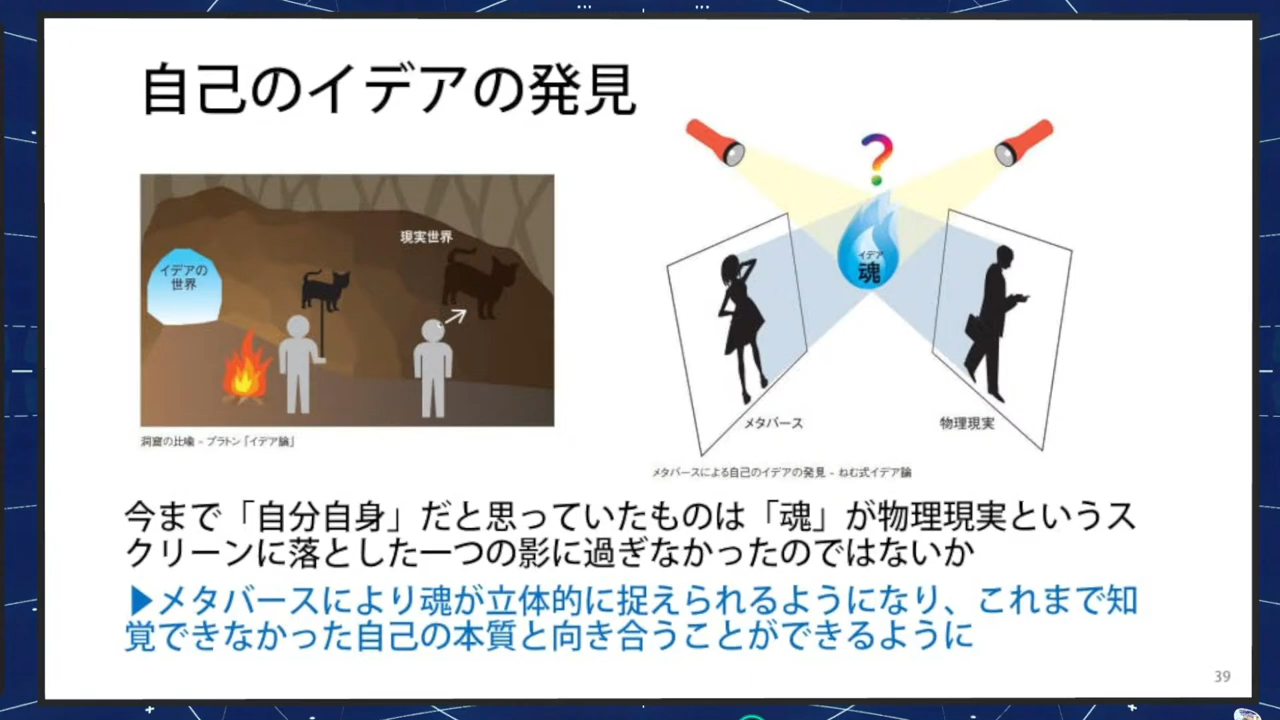 自己のイデアの発見
?
イデアの
世界
現実世界
洞窟の比喩 - プラトン「イデア論」
イデア
魂
メタバース
物理現実
メタバースによる自己のイデアの発見 - ねむ式イデア論
今まで「自分自身」だと思っていたものは「魂」が物理現実というス
クリーンに落とした一つの影に過ぎなかったのではないか
▶メタバースにより魂が立体的に捉えられるようになり、これまで知
覚できなかった自己の本質と向き合うことができるように
39